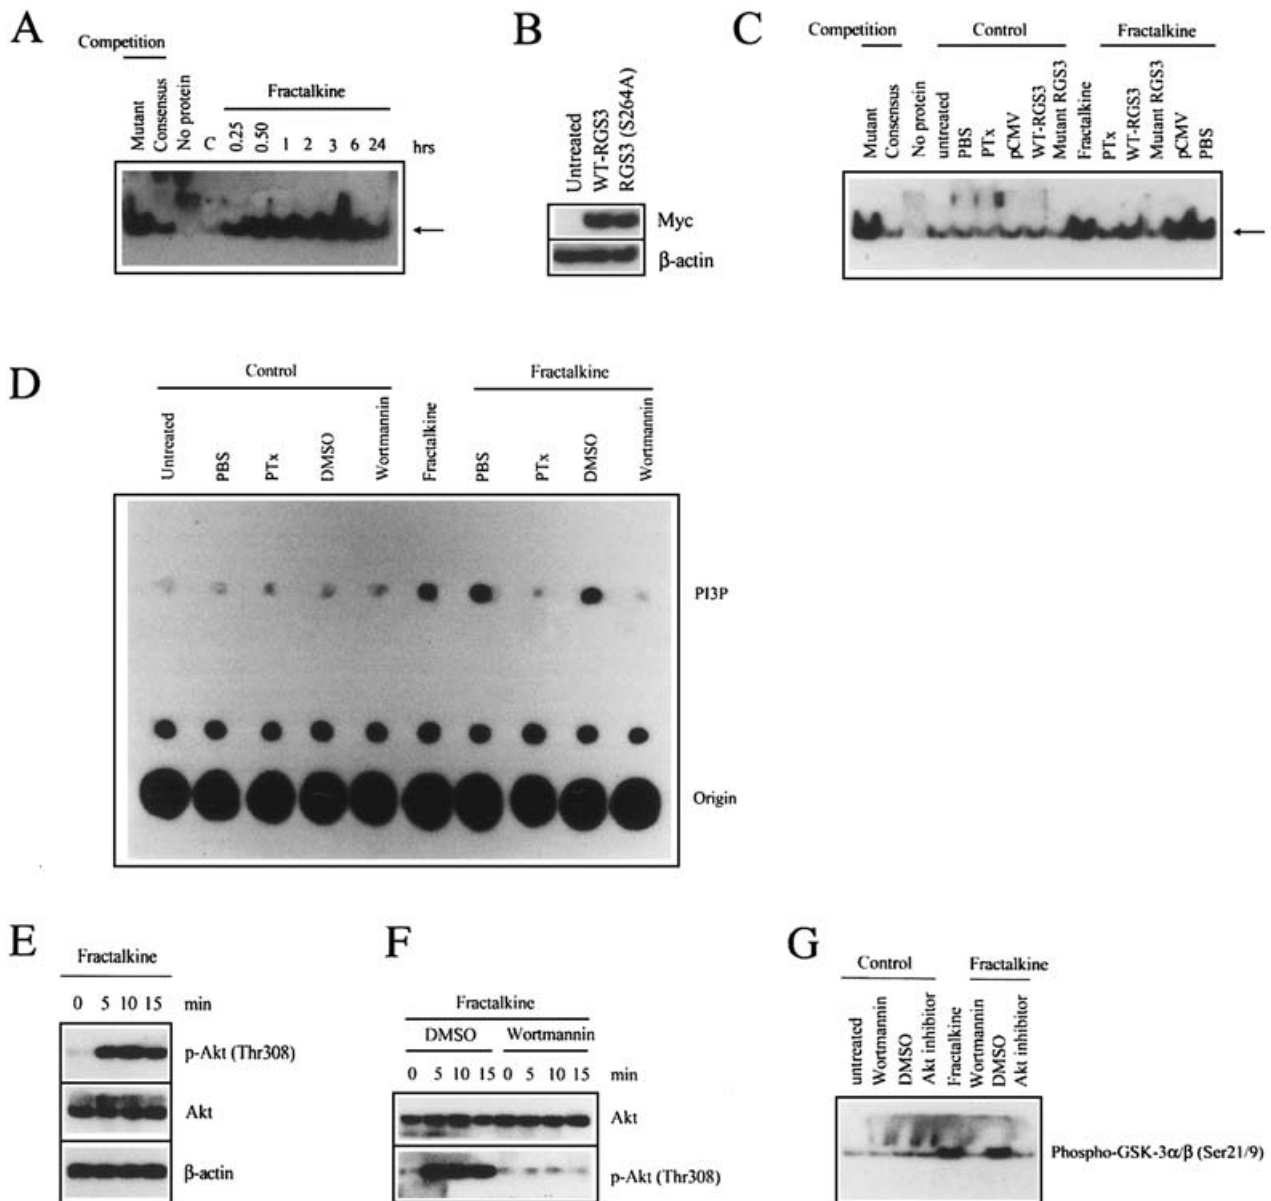 A
Competition
Mutant
Consensus
No protein
C
Fractalkine
0.25
0.50
1
2
3
6
24
hrs
B
Untreated
WT-RGS3
RGS3 (S264A)
Myc
β-actin
C
Competition
Control
Fractalkine
Mutant
Consensus
No protein
untreated
PBS
PTx
pCMV
WT-RGS3
Mutant RGS3
Fractalkine
PTx
WT-RGS3
Mutant RGS3
pCMV
PBS
D
Control
Fractalkine
Untreated
PBS
PTx
DMSO
Wortmannin
Fractalkine
PBS
PTx
DMSO
Wortmannin
PI3P
Origin
E
Fractalkine
0 5 10 15 min
p-Akt (Thr308)
Akt
β-actin
F
Fractalkine
DMSO Wortmannin
0 5 10 15 0 5 10 15 min
Akt
p-Akt (Thr308)
G
Control
Fractalkine
untreated
Wortmannin
DMSO
Akt inhibitor
Fractalkine
Wortmannin
DMSO
Akt inhibitor
Phospho-GSK-3α/β (Ser21/9)